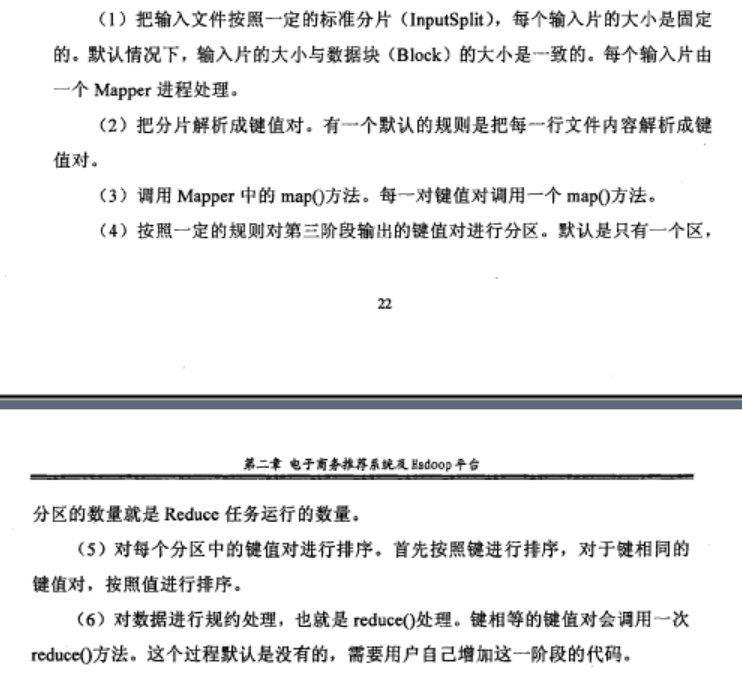 （1）把输入文件按照一定的标准分片（InputSplit），每个输入片的大小是固定
的。默认情况下，输入片的大小与数据块（Block）的大小是一致的。每个输入片由
一个 Mapper 进程处理。
（2）把分片解析成键值对。有一个默认的规则是把每一行文件内容解析成键
值对。
（3）调用 Mapper 中的 map()方法。每一对键值对调用一个 map()方法。
（4）按照一定的规则对第三阶段输出的键值对进行分区。默认是只有一个区，
22
第二章 电子商务推荐系统及 Hadoop 平台
分区的数量就是 Reduce 任务运行的数量。
（5）对每个分区中的键值对进行排序。首先按照键进行排序，对于键相同的
键值对，按照值进行排序。
（6）对数据进行规约处理，也就是 reduce()处理。键相等的键值对会调用一次
reduce()方法。这个过程默认是没有的，需要用户自己增加这一阶段的代码。